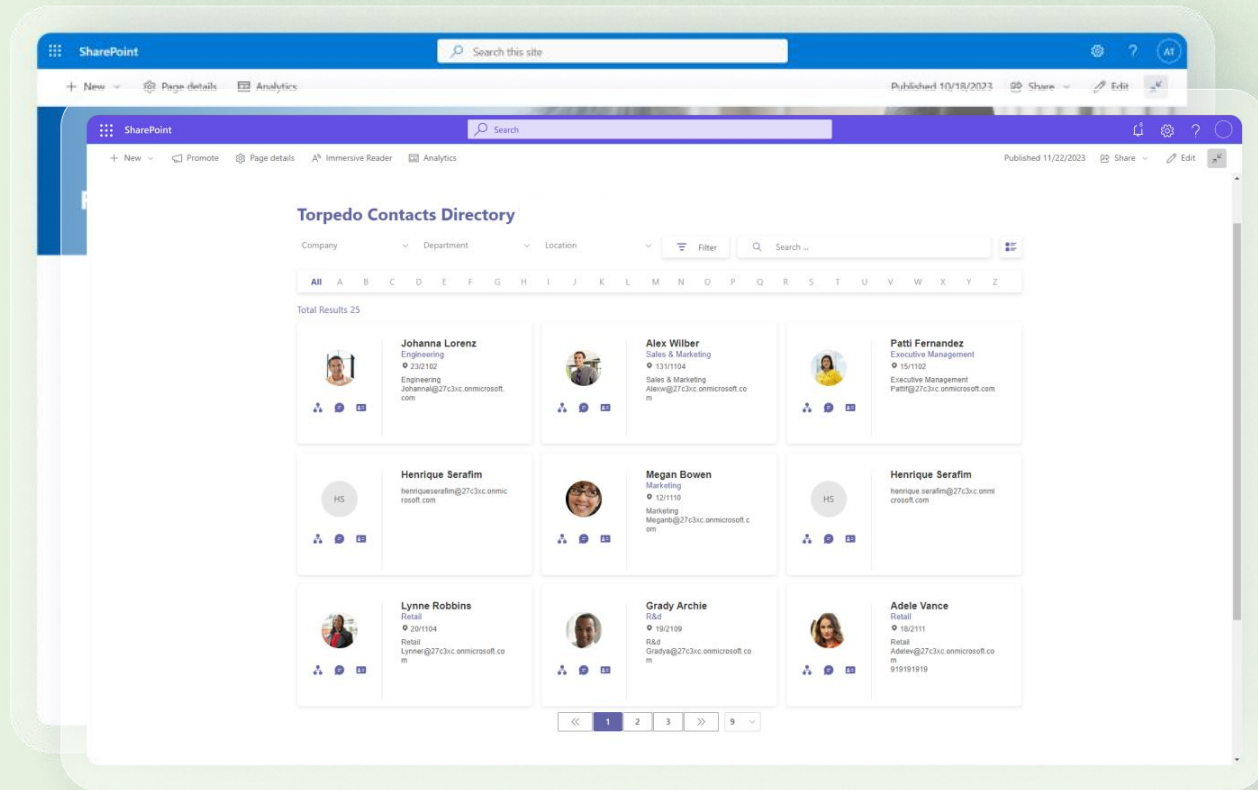 SharePoint
Search this site
? AT
+ New Page details Analytics
Published 10/18/2023 Share Edit
SharePoint
Search
?
+ New Promote Page details Immersive Reader Analytics
Published 11/22/2023 Share Edit
Torpedo Contacts Directory
Company Department Location Filter Search ...
All A B C D E F G H I J K L M N O P Q R S T U V W X Y Z
Total Results 25
Johanna Lorenz
Engineering
23/2102
Engineering
Johannal@27c3xc.onmicrosoft.
com
Alex Wilber
Sales & Marketing
131/1104
Sales & Marketing
Alexw@27c3xc.onmicrosoft.co
m
Patti Fernandez
Executive Management
15/1102
Executive Management
Pattif@27c3xc.onmicrosoft.com
HS
Henrique Serafim
henriqueserafim@27c3xc.onmic
rosoft.com
Megan Bowen
Marketing
12/1110
Marketing
Meganb@27c3xc.onmicrosoft.c
om
HS
Henrique Serafim
henrique.serafim@27c3xc.onmi
crosoft.com
Lynne Robbins
Retail
20/1104
Retail
Lynner@27c3xc.onmicrosoft.co
m
Grady Archie
R&d
19/2109
R&d
Gradya@27c3xc.onmicrosoft.co
m
Adele Vance
Retail
18/2111
Retail
Adelev@27c3xc.onmicrosoft.co
m
919191919
1 2 3 9